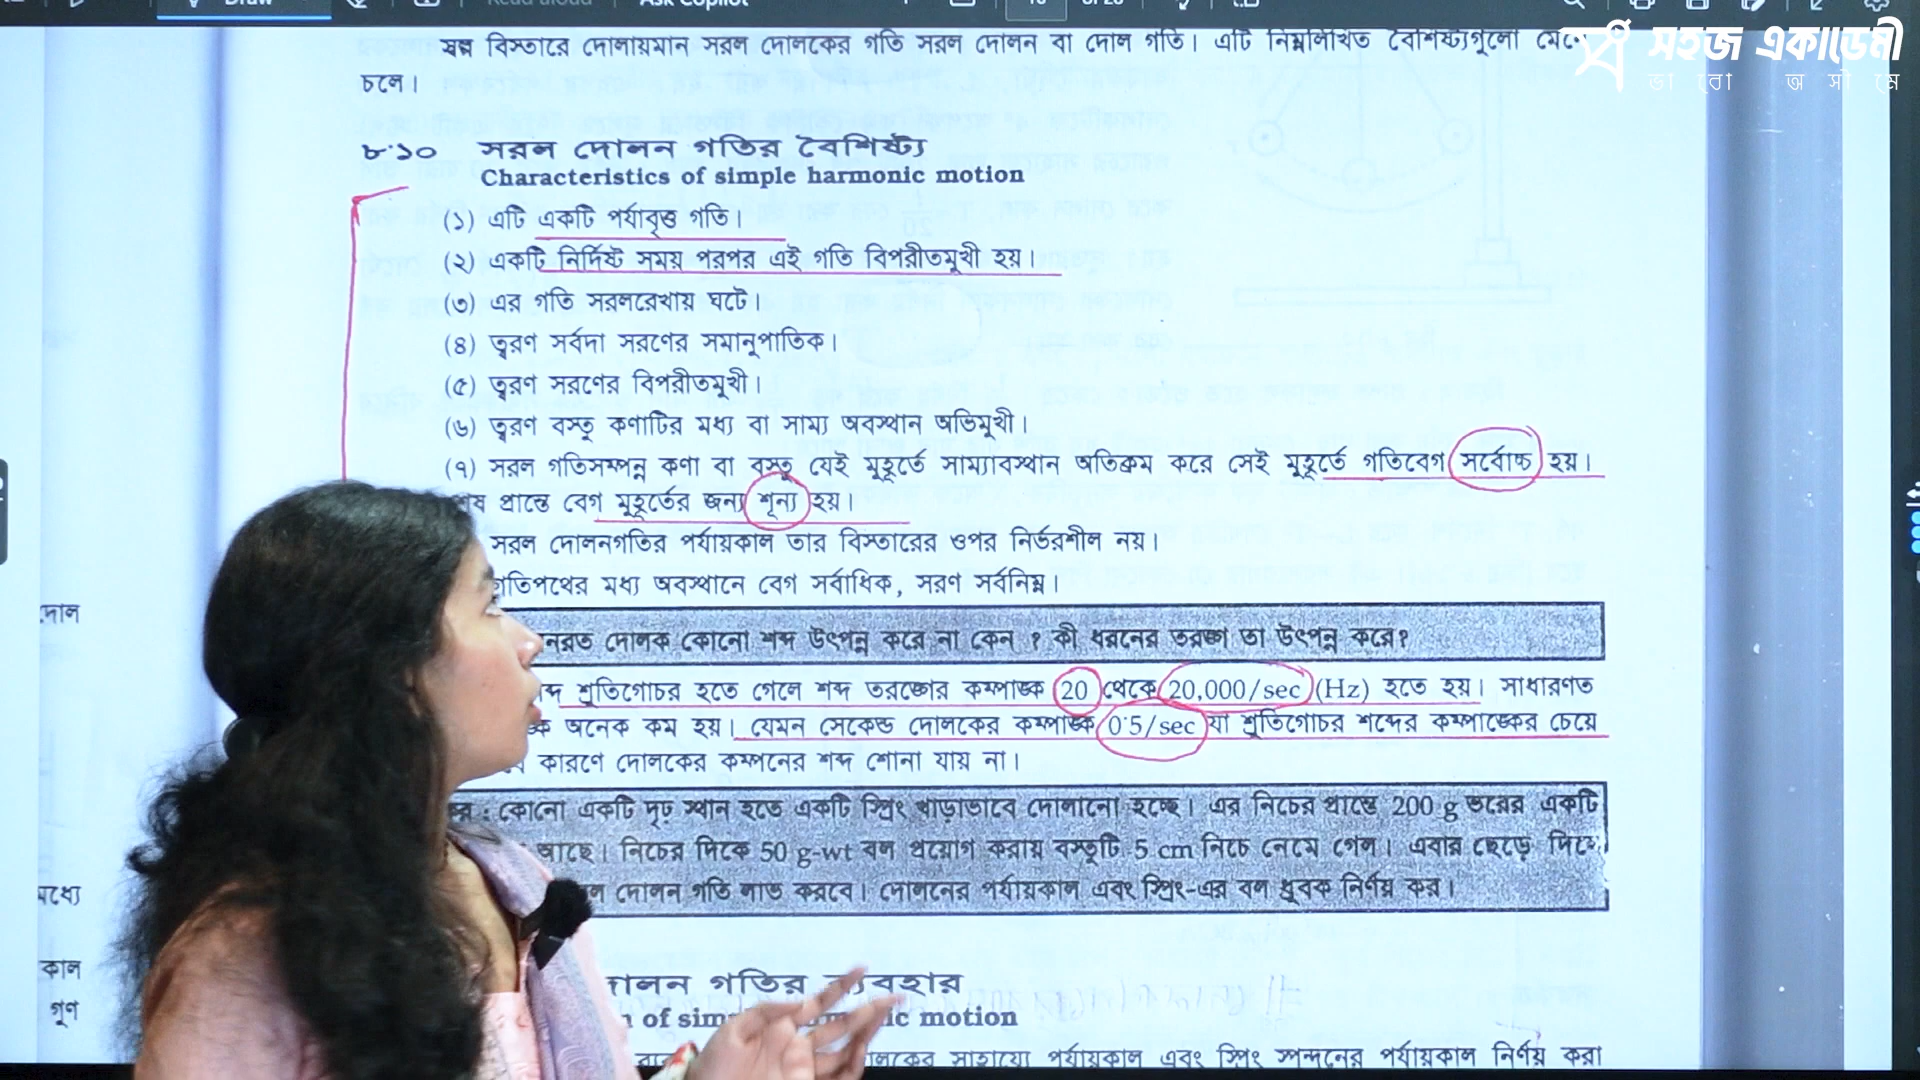 স্বল্প বিস্তারে দোলায়মান সরল দোলকের গতি সরল দোলন বা দোল গতি। এটি নিম্নলিখিত বৈশিষ্ট্যগুলো মেনে
চলে।
সহজ একাডেমী
ভাবো অসীমে
৮·১০ সরল দোলন গতির বৈশিষ্ট্য
Characteristics of simple harmonic motion
(১) এটি একটি পর্যাবৃত্ত গতি।
(২) একটি নির্দিষ্ট সময় পরপর এই গতি বিপরীতমুখী হয়।
(৩) এর গতি সরলরেখায় ঘটে।
(৪) ত্বরণ সর্বদা সরণের সমানুপাতিক।
(৫) ত্বরণ সরণের বিপরীতমুখী।
(৬) ত্বরণ বস্তু কণাটির মধ্য বা সাম্য অবস্থান অভিমুখী।
(৭) সরল গতিসম্পন্ন কণা বা বস্তু যেই মুহূর্তে সাম্যাবস্থান অতিক্রম করে সেই মুহূর্তে গতিবেগ সর্বোচ্চ হয়।
প্রান্তে বেগ মুহূর্তের জন্য শূন্য হয়।
সরল দোলনগতির পর্যায়কাল তার বিস্তারের ওপর নির্ভরশীল নয়।
গতিপথের মধ্য অবস্থানে বেগ সর্বাধিক, সরণ সর্বনিম্ন।
নরত দোলক কোনো শব্দ উৎপন্ন করে না কেন ? কী ধরনের তরঙ্গ তা উৎপন্ন করে?
শ্রুতিগোচর হতে গেলে শব্দ তরঙ্গের কম্পাঙ্ক 20 থেকে 20,000/sec (Hz) হতে হয়। সাধারণত
অনেক কম হয়। যেমন সেকেন্ড দোলকের কম্পাঙ্ক 0·5/sec যা শ্রুতিগোচর শব্দের কম্পাঙ্কের চেয়ে
কারণে দোলকের কম্পনের শব্দ শোনা যায় না।
: কোনো একটি দৃঢ় স্থান হতে একটি স্প্রিং খাড়াভাবে দোলানো হচ্ছে। এর নিচের প্রান্তে 200 g ভরের একটি
আছে। নিচের দিকে 50 g-wt বল প্রয়োগ করায় বস্তুটি 5 cm নিচে নেমে গেল। এবার ছেড়ে দিলে
দোলন গতি লাভ করবে। দোলনের পর্যায়কাল এবং স্প্রিং-এর বল ধ্রুবক নির্ণয় কর।
দোল
মধ্যে
কাল
গুণ
দোলন গতির ব্যবহার
of motion
সাহায্যে পর্যায়কাল এবং স্প্রিং স্পন্দনের পর্যায়কাল নির্ণয় করা